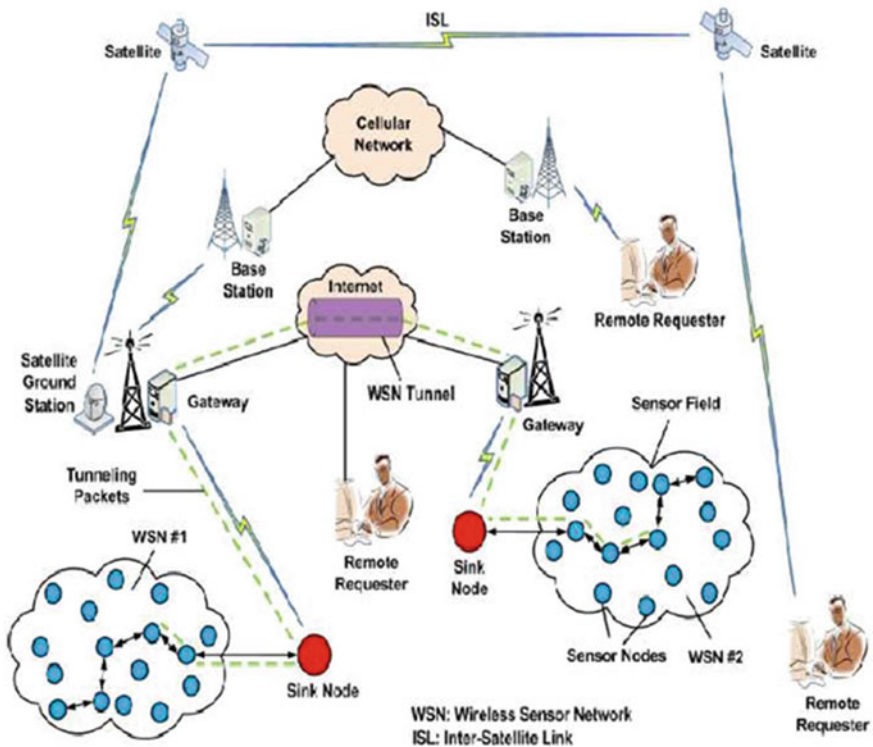 ISL
Satellite
Satellite
Cellular
Network
Base
Station
Base
Station
Internet
Remote Requester
Satellite
Ground
Station
WSN Tunnel
Gateway
Sensor Field
Gateway
Tunneling
Packets
WSN #1
Remote
Requester
Sink
Node
Sensor Nodes
WSN #2
Sink Node
Remote
Requester
WSN: Wireless Sensor Network
ISL: Inter-Satellite Link